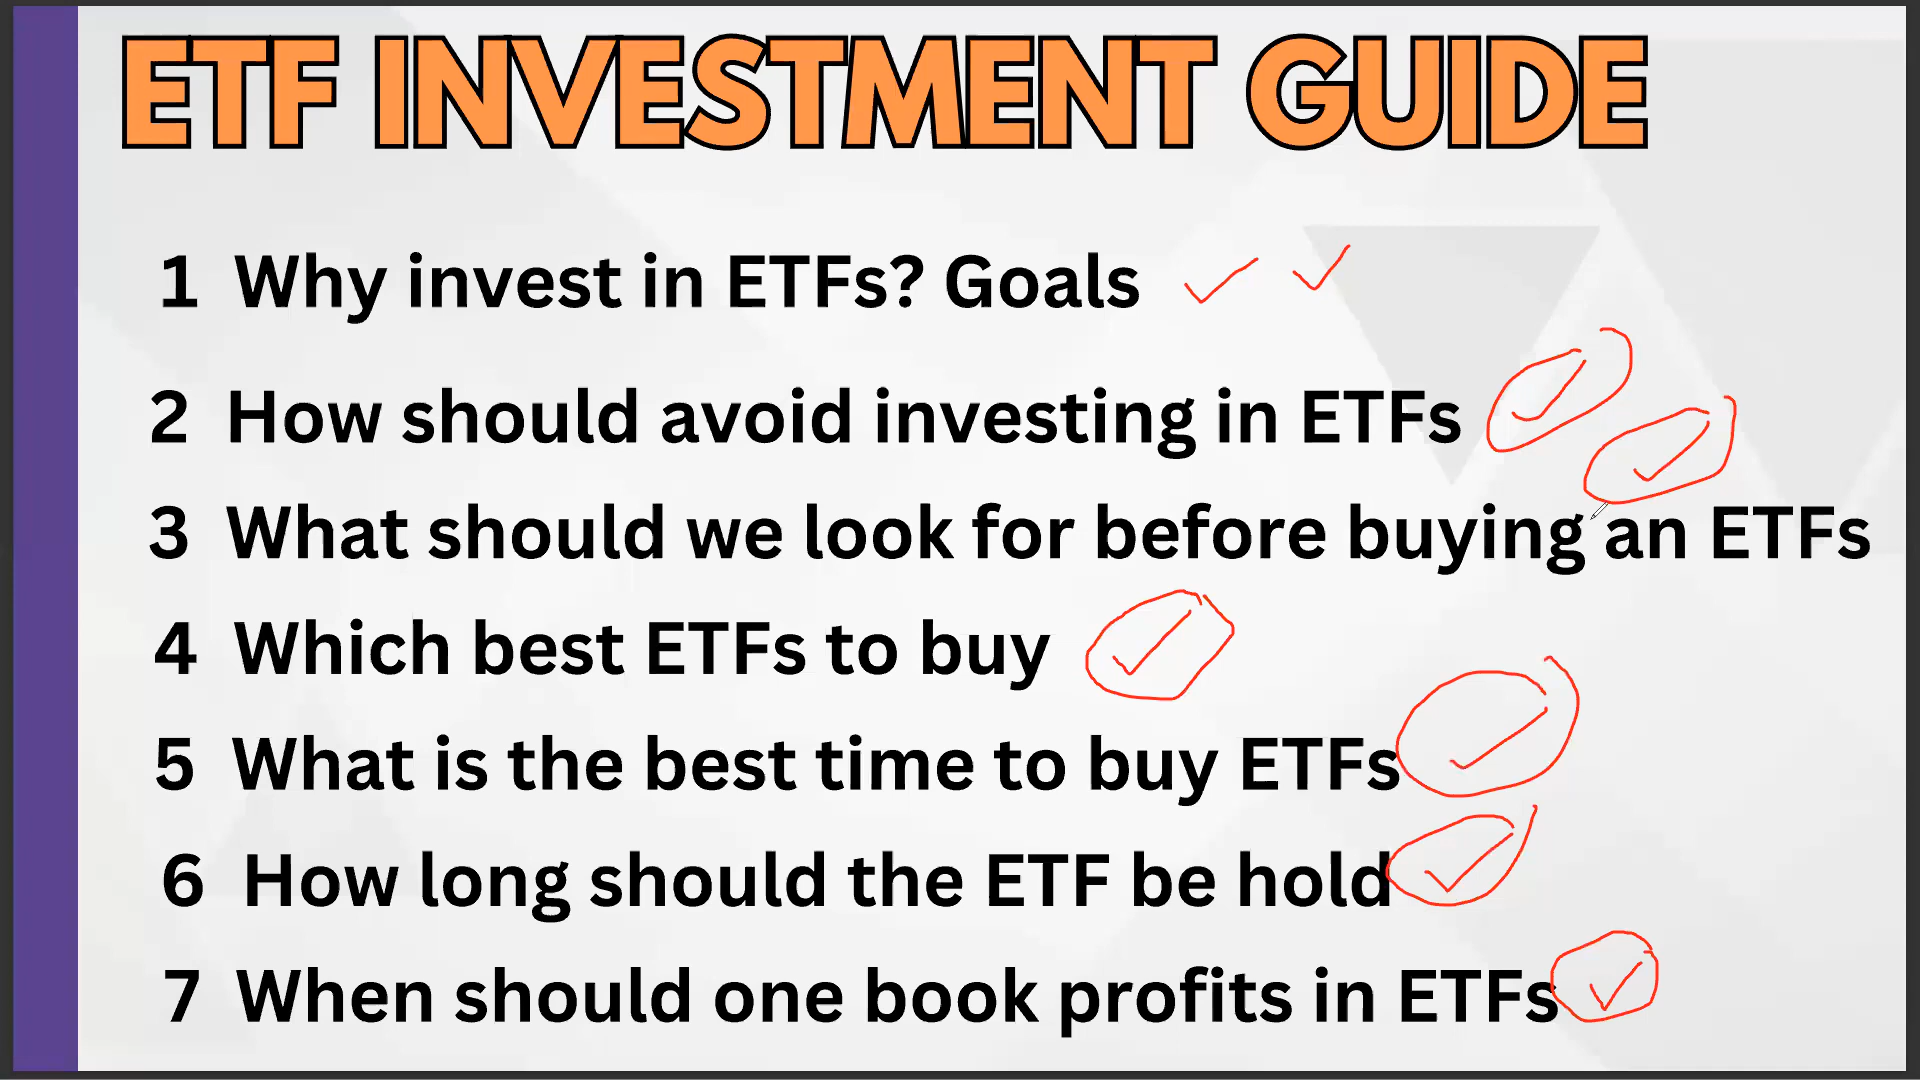 ETF INVESTMENT GUIDE
1 Why invest in ETFs? Goals
2 How should avoid investing in ETFs
3 What should we look for before buying an ETFs
4 Which best ETFs to buy
5 What is the best time to buy ETFs
6 How long should the ETF be hold
7 When should one book profits in ETFs